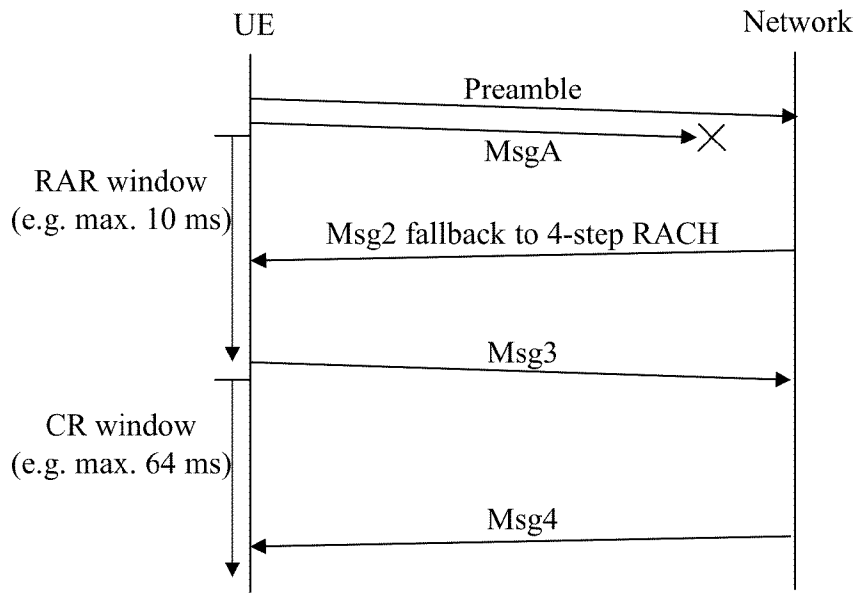 UE
Network
Preamble
MsgA
RAR window
(e.g. max. 10 ms)
Msg2 fallback to 4-step RACH
Msg3
CR window
(e.g. max. 64 ms)
Msg4